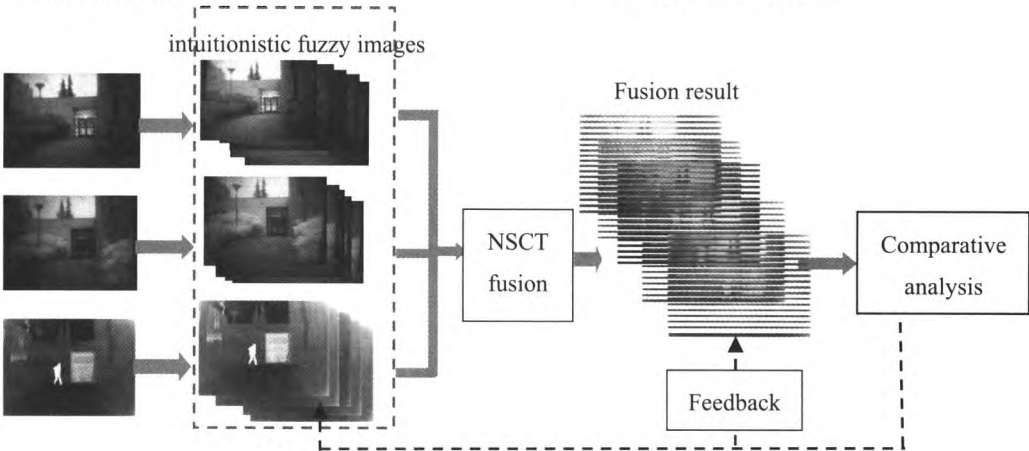 intuitionistic fuzzy images
Fusion result
NSCT
fusion
Comparative
analysis
Feedback